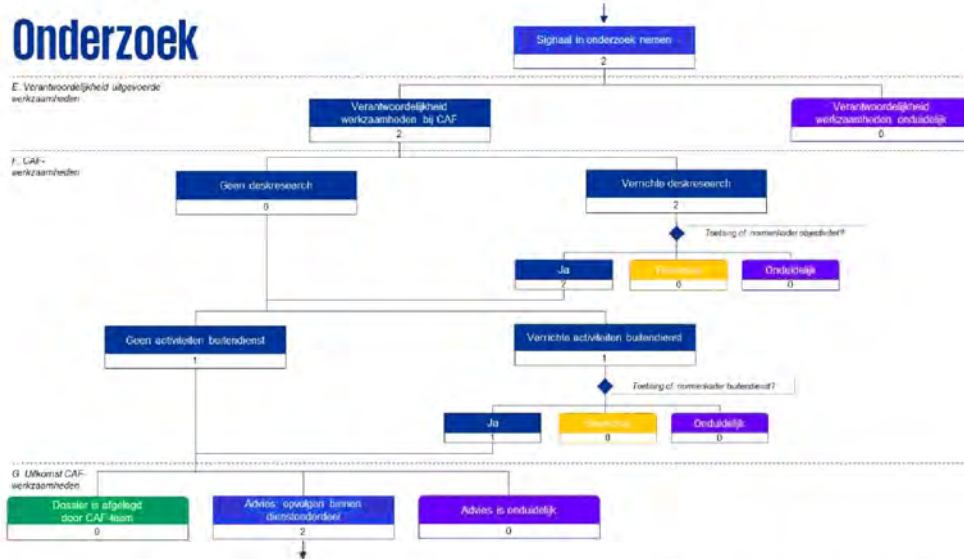 Onderzoek
Signaal in onderzoek nemen
2
E. Verantwoordelijkheid uitgevoerde
werkzaamheden
Verantwoordelijkheid
werkzaamheden bij CAF
2
Verantwoordelijkheid
werkzaamheden onduidelijk
0
F. CAF-
werkzaamheden
Geen deskresearch
0
Verrichte deskresearch
2
Toetsing of normenkader objectiviteit?
Ja
2
0
Onduidelijk
0
Geen activiteiten buitendienst
1
Verrichte activiteiten buitendienst
1
Toetsing of normenkader buitendienst?
Ja
1
0
Onduidelijk
0
G. Uitkomst CAF-
werkzaamheden
Dossier is afgelegd
door CAF-team
0
Advies: opvolgen binnen
dienstonderdeel
2
Advies is onduidelijk
0